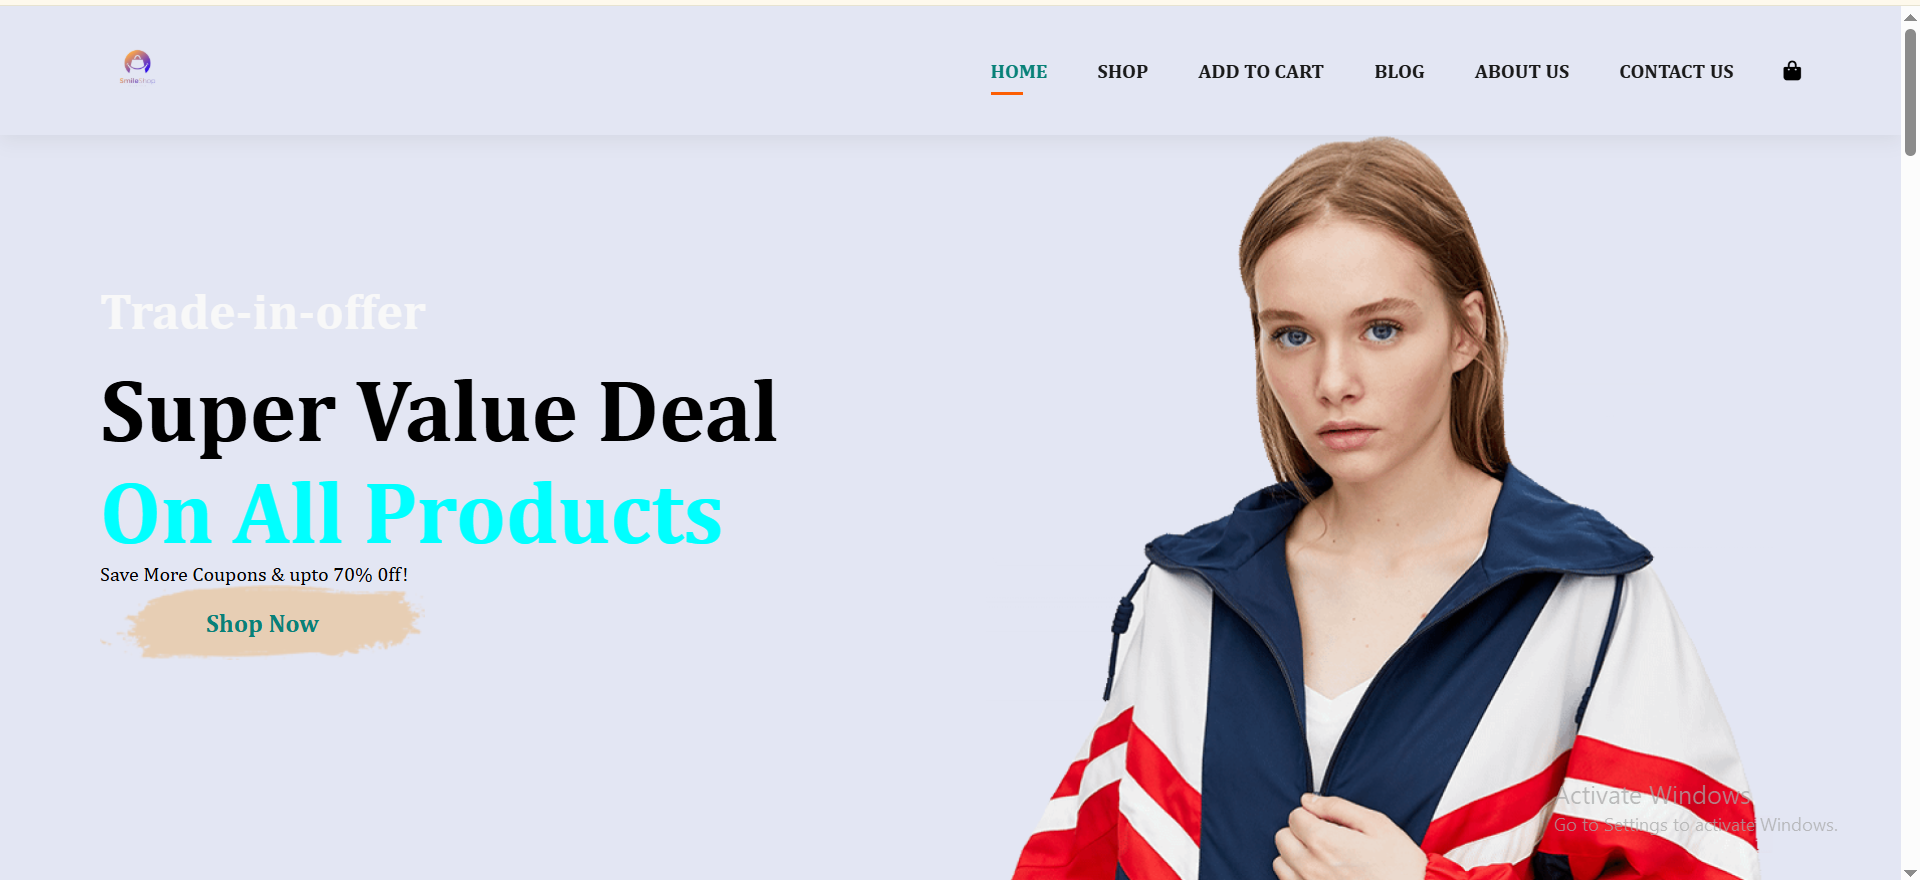 SmileShop
HOME
SHOP
ADD TO CART
BLOG
ABOUT US
CONTACT US
Trade-in-offer
Super Value Deal
On All Products
Save More Coupons & upto 70% 0ff!
Shop Now
Activate Windows
Go to Settings to activate Windows.